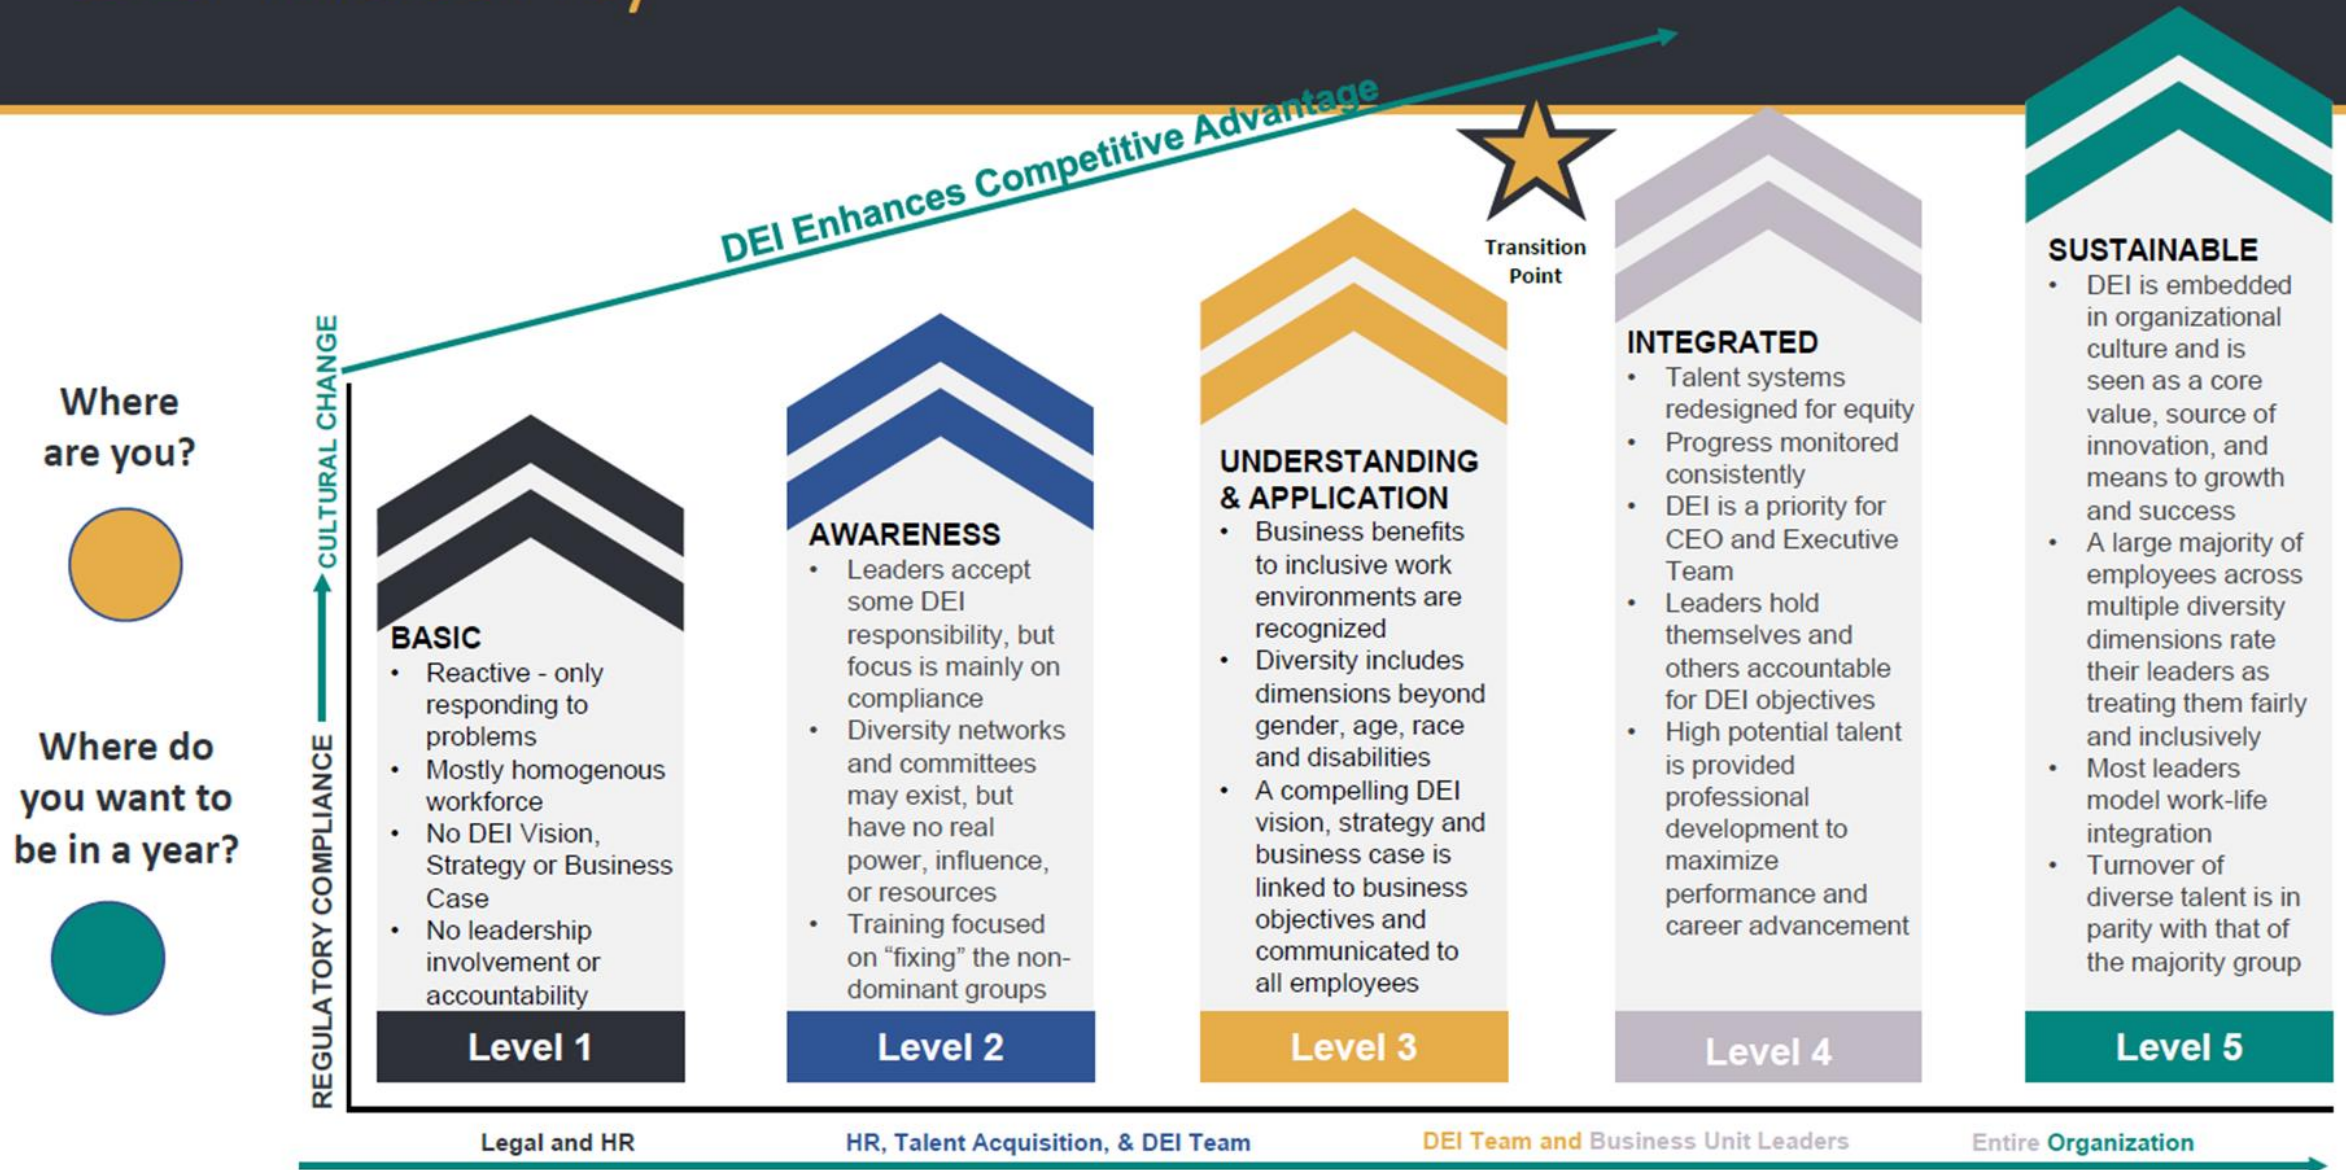 DEI Enhances Competitive Advantage
Transition
Point
Where
are you?
Where do
you want to
be in a year?
REGULATORY COMPLIANCE
CULTURAL CHANGE
BASIC
• Reactive - only
responding to
problems
• Mostly homogenous
workforce
• No DEI Vision,
Strategy or Business
Case
• No leadership
involvement or
accountability
Level 1
AWARENESS
• Leaders accept
some DEI
responsibility, but
focus is mainly on
compliance
• Diversity networks
and committees
may exist, but
have no real
power, influence,
or resources
• Training focused
on “fixing” the non-
dominant groups
Level 2
UNDERSTANDING
& APPLICATION
• Business benefits
to inclusive work
environments are
recognized
• Diversity includes
dimensions beyond
gender, age, race
and disabilities
• A compelling DEI
vision, strategy and
business case is
linked to business
objectives and
communicated to
all employees
Level 3
INTEGRATED
• Talent systems
redesigned for equity
• Progress monitored
consistently
• DEI is a priority for
CEO and Executive
Team
• Leaders hold
themselves and
others accountable
for DEI objectives
• High potential talent
is provided
professional
development to
maximize
performance and
career advancement
Level 4
SUSTAINABLE
• DEI is embedded
in organizational
culture and is
seen as a core
value, source of
innovation, and
means to growth
and success
• A large majority of
employees across
multiple diversity
dimensions rate
their leaders as
treating them fairly
and inclusively
• Most leaders
model work-life
integration
• Turnover of
diverse talent is in
parity with that of
the majority group
Level 5
Legal and HR
HR, Talent Acquisition, & DEI Team
DEI Team and Business Unit Leaders
Entire Organization